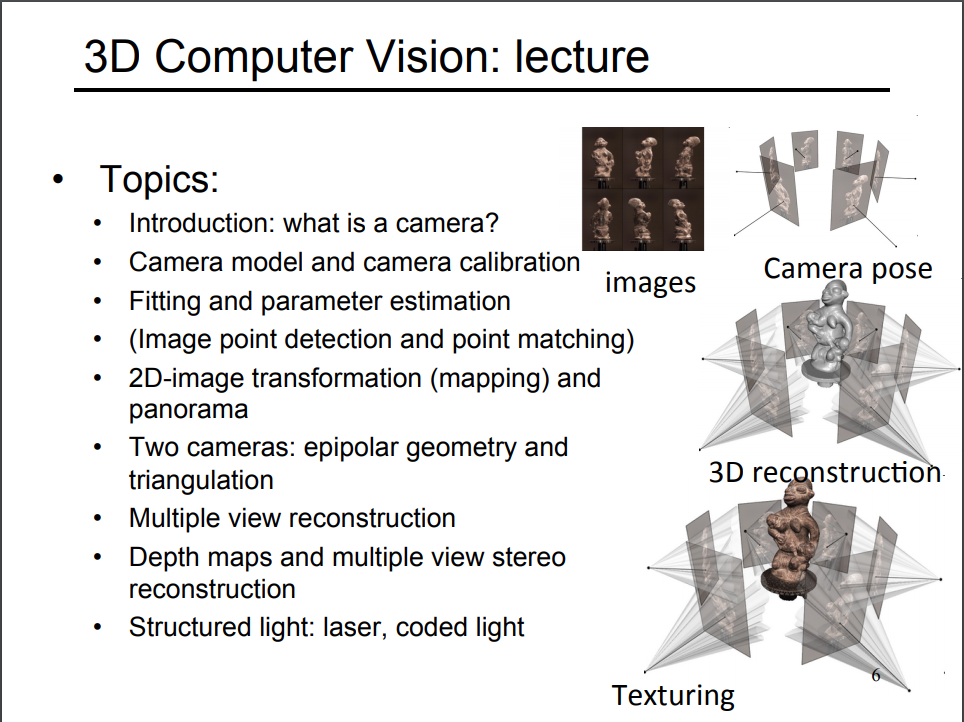 3D Computer Vision: lecture
• Topics:
• Introduction: what is a camera?
• Camera model and camera calibration
• Fitting and parameter estimation
• (Image point detection and point matching)
• 2D-image transformation (mapping) and
panorama
• Two cameras: epipolar geometry and
triangulation
• Multiple view reconstruction
• Depth maps and multiple view stereo
reconstruction
• Structured light: laser, coded light
images
Camera pose
3D reconstruction
Texturing
6